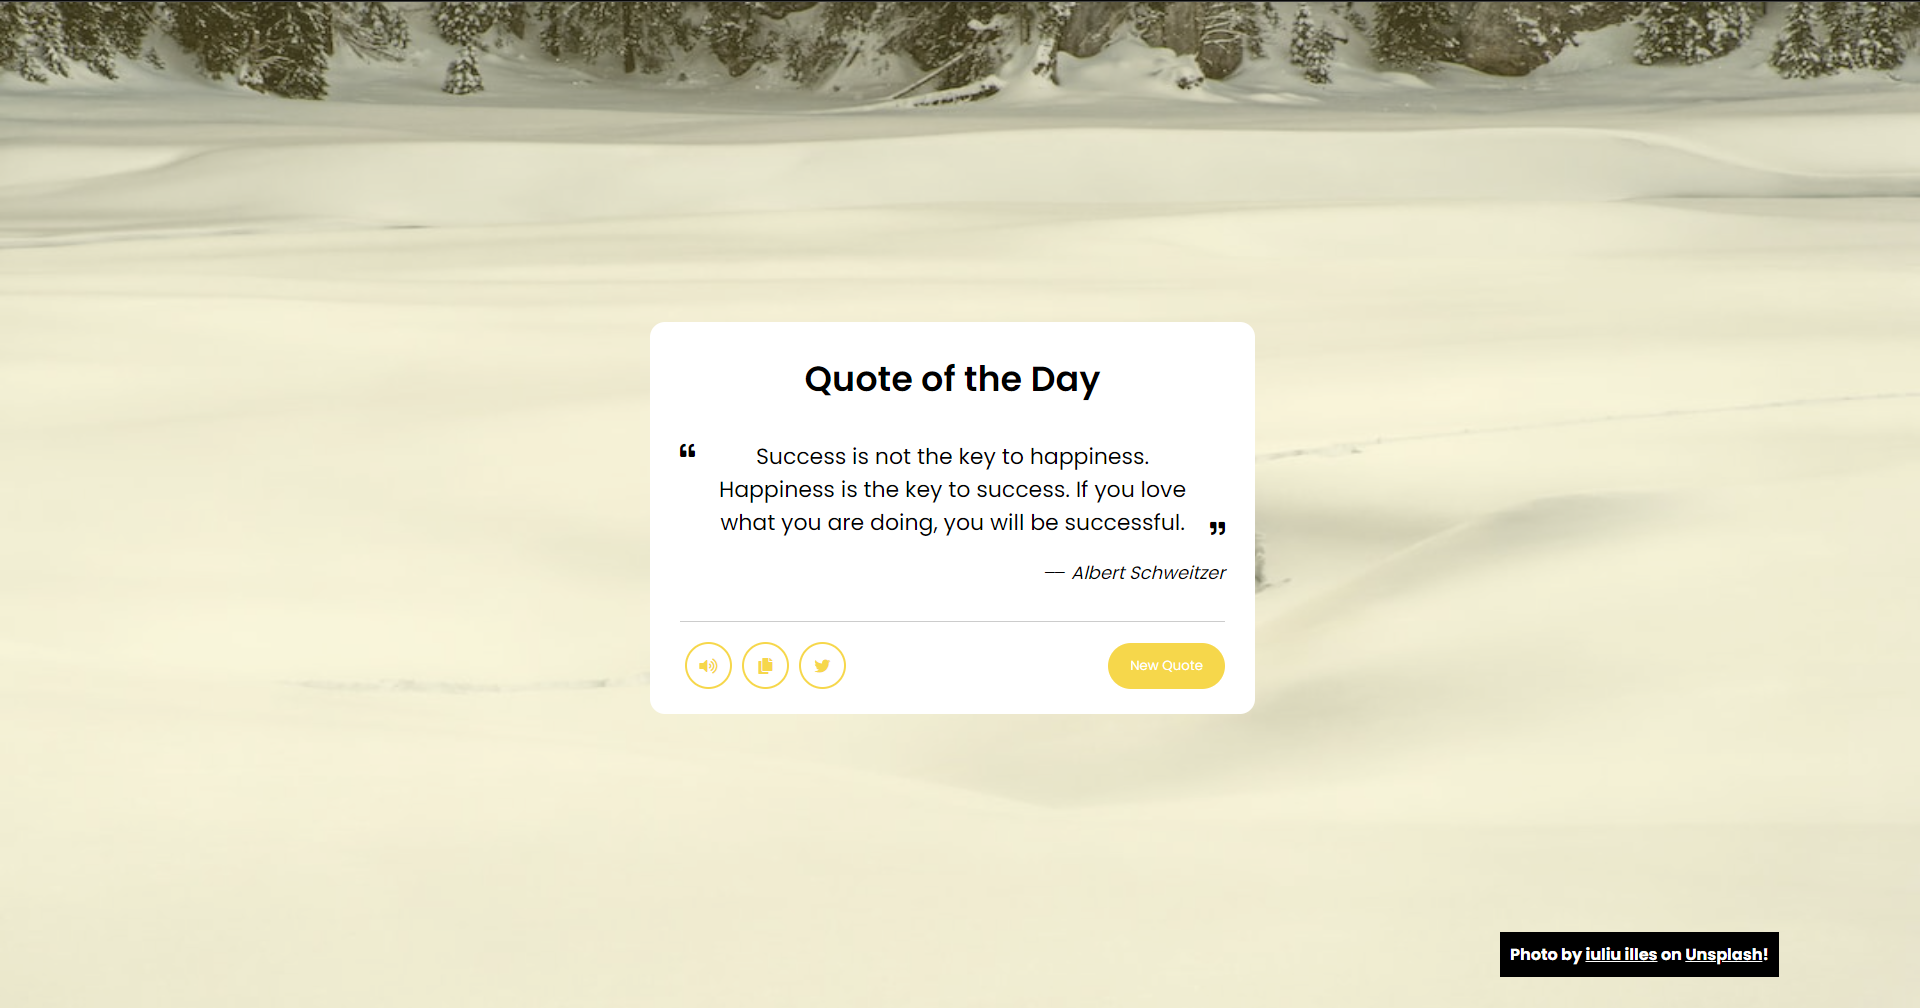 Quote of the Day
“ Success is not the key to happiness.
Happiness is the key to success. If you love
what you are doing, you will be successful. ”
— Albert Schweitzer
New Quote
Photo by iuliu illes on Unsplash!